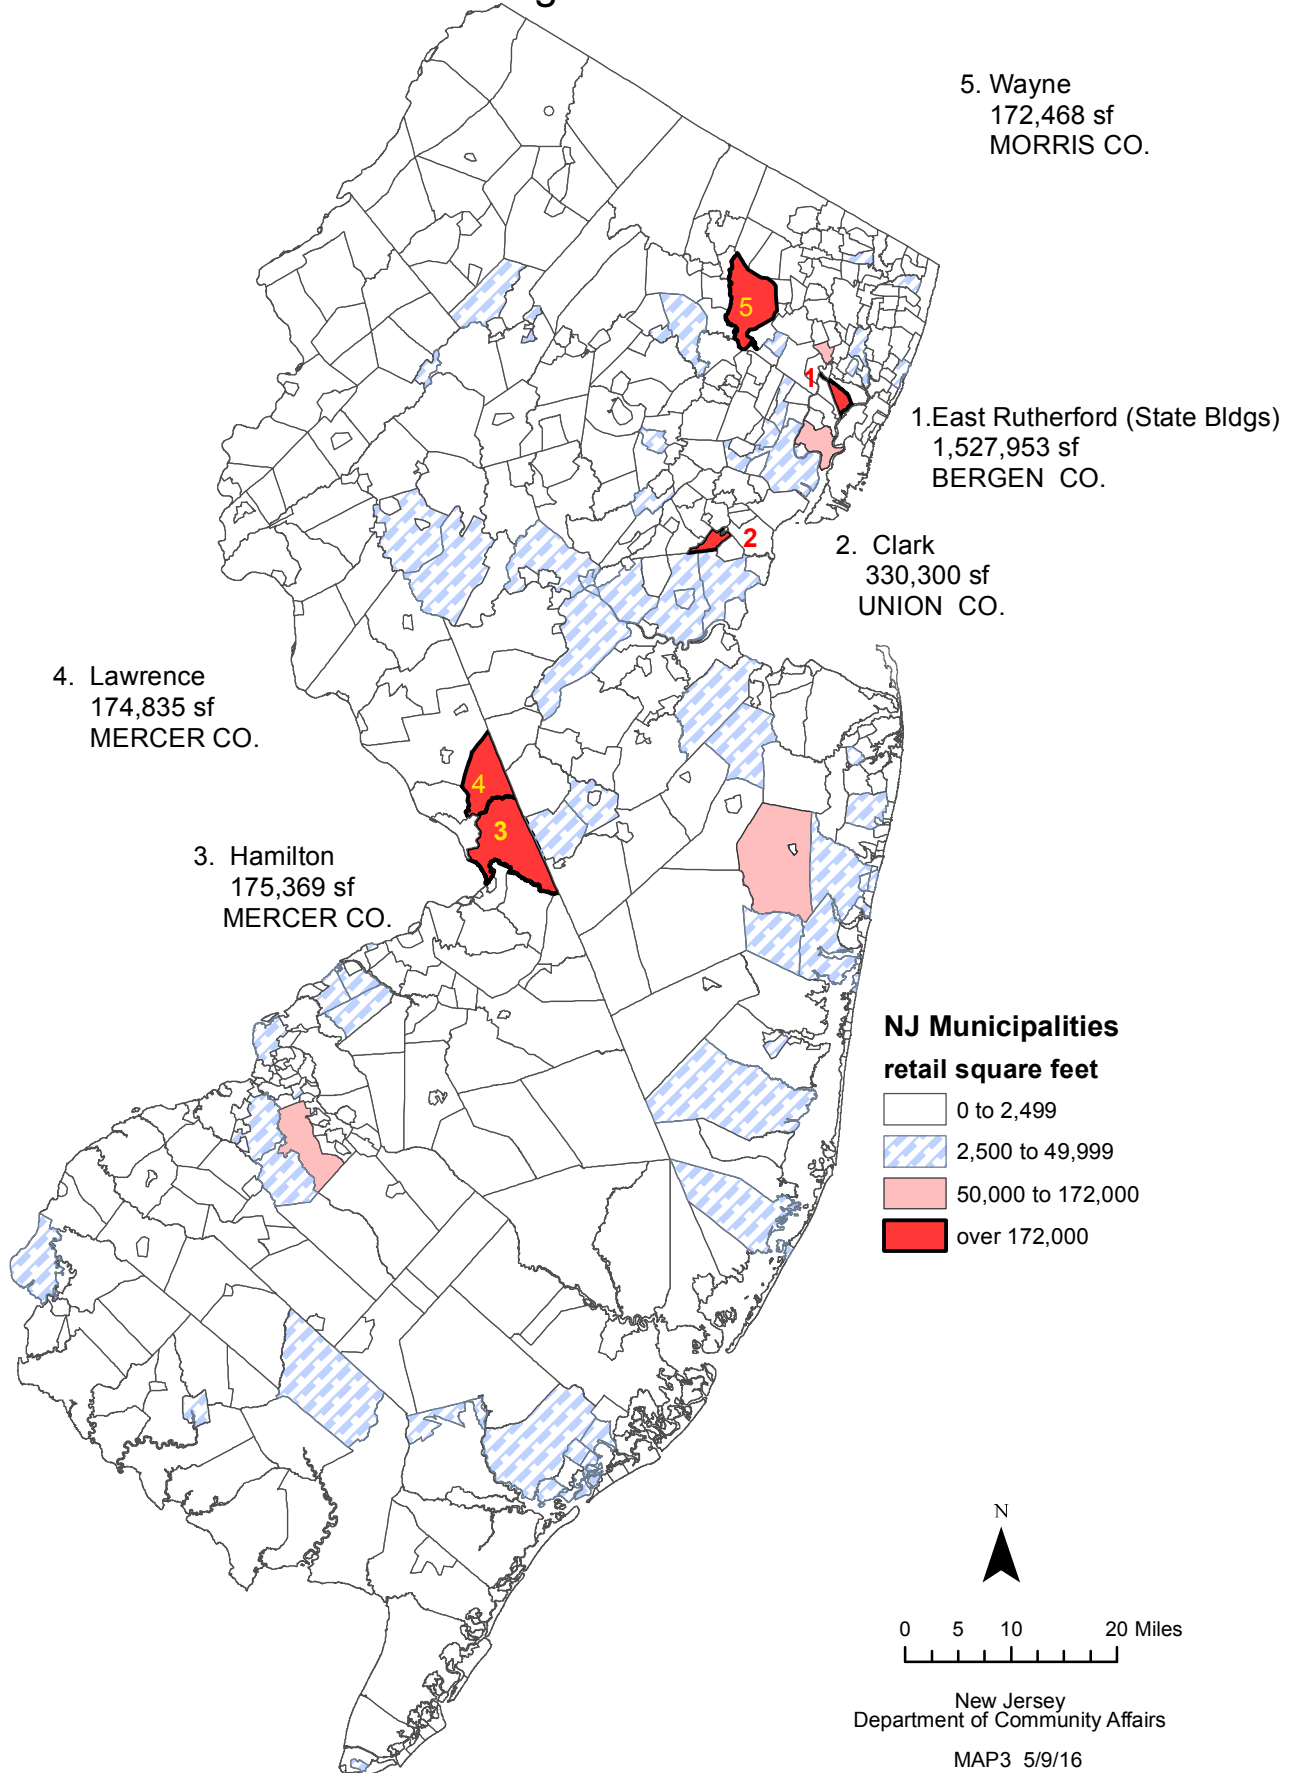 5. Wayne
172,468 sf
MORRIS CO.
5
1
1.East Rutherford (State Bldgs)
1,527,953 sf
BERGEN CO.
2
2. Clark
330,300 sf
UNION CO.
4. Lawrence
174,835 sf
MERCER CO.
4
3
3. Hamilton
175,369 sf
MERCER CO.
NJ Municipalities
retail square feet
0 to 2,499
2,500 to 49,999
50,000 to 172,000
over 172,000
N
0 5 10 20 Miles
New Jersey
Department of Community Affairs
MAP3 5/9/16